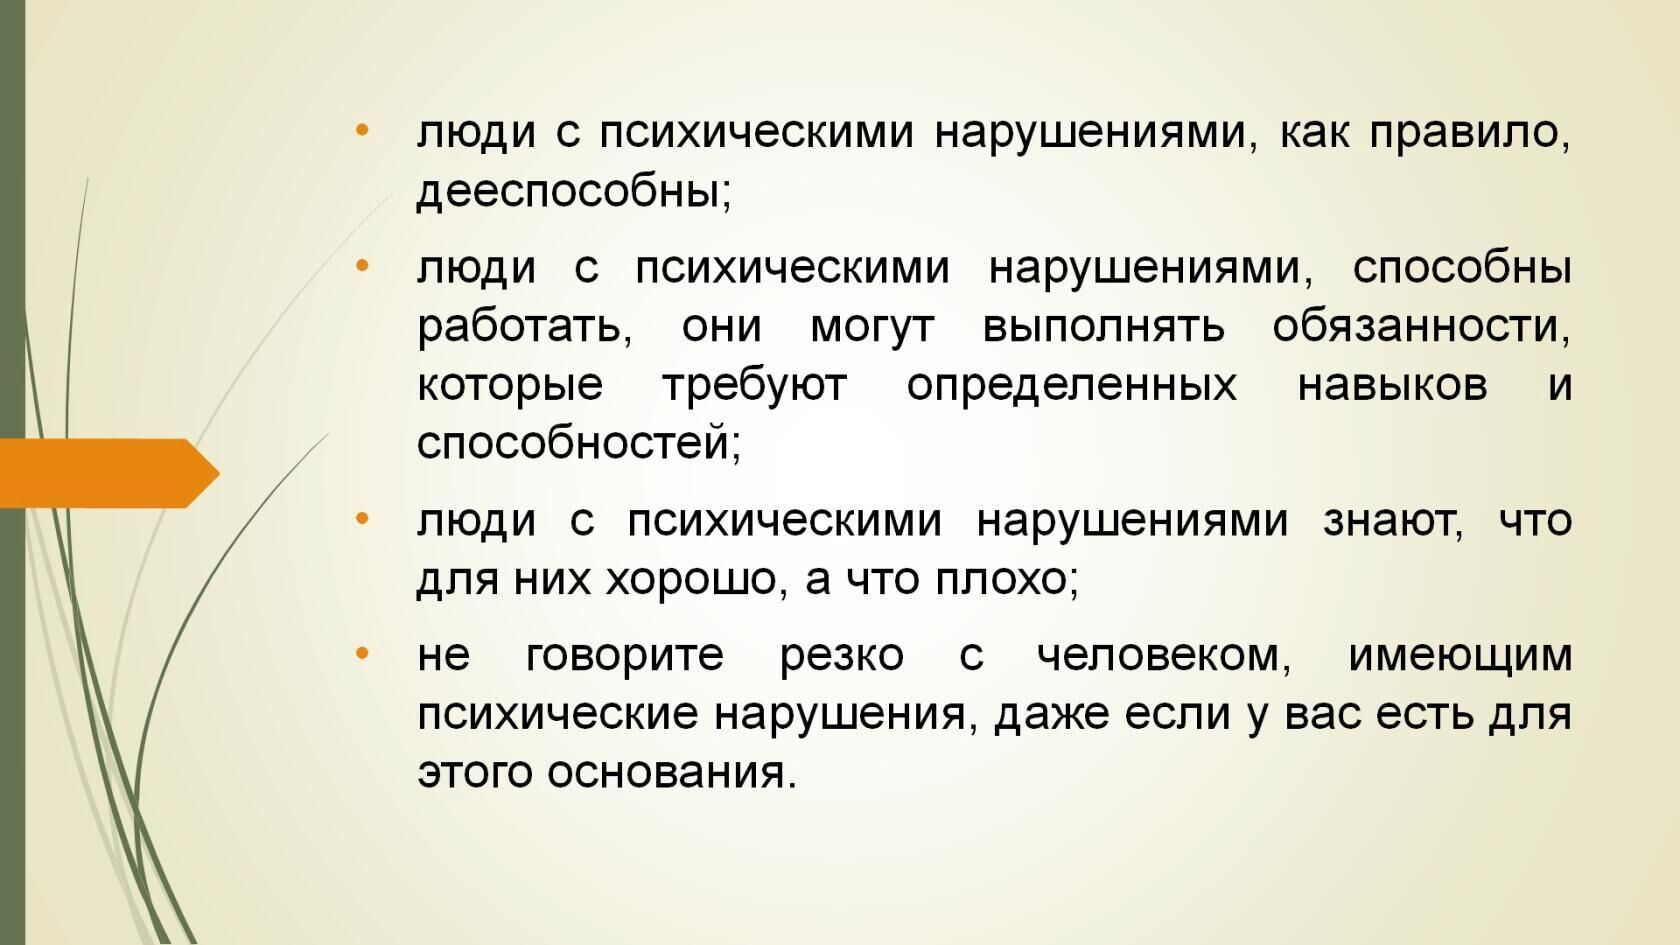 • люди с психическими нарушениями, как правило,
дееспособны;
• люди с психическими нарушениями, способны
работать, они могут выполнять обязанности,
которые требуют определенных навыков и
способностей;
• люди с психическими нарушениями знают, что
для них хорошо, а что плохо;
• не говорите резко с человеком, имеющим
психические нарушения, даже если у вас есть для
этого основания.